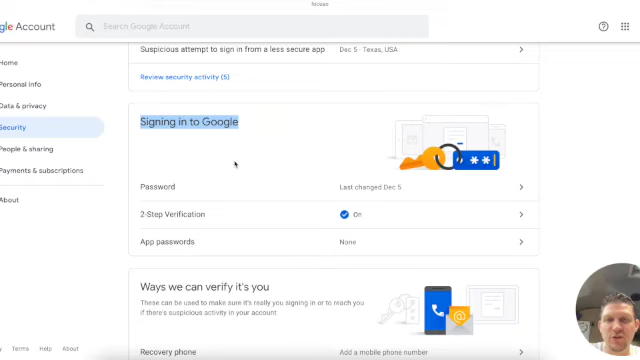 gle Account
Search Google Account
Home
Personal info
Data & privacy
Security
People & sharing
Payments & subscriptions
About
Suspicious attempt to sign in from a less secure app Dec 5 · Texas, USA
Review security activity (5)
Signing in to Google
Password Last changed Dec 5
2-Step Verification On
App passwords None
Ways we can verify it's you
These can be used to make sure it's really you signing in or to reach you
if there's suspicious activity in your account
Recovery phone Add a mobile phone number
Terms Help About